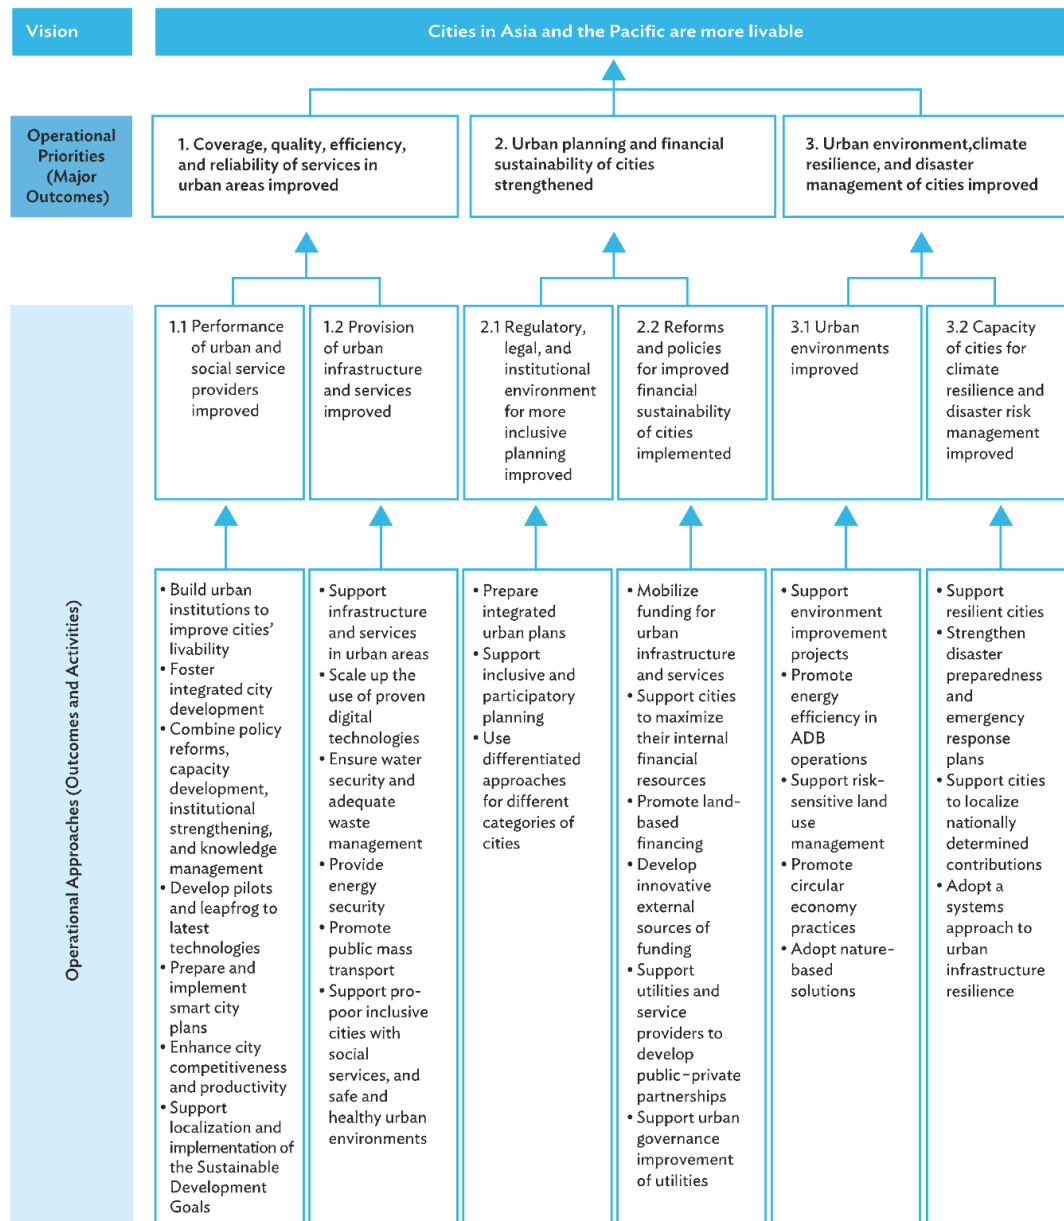 Vision
Cities in Asia and the Pacific are more livable
Operational
Priorities
(Major
Outcomes)
1. Coverage, quality, efficiency,
and reliability of services in
urban areas improved
2. Urban planning and financial
sustainability of cities
strengthened
3. Urban environment,climate
resilience, and disaster
management of cities improved
Operational Approaches (Outcomes and Activities)
1.1 Performance
of urban and
social service
providers
improved
1.2 Provision
of urban
infrastructure
and services
improved
2.1 Regulatory,
legal, and
institutional
environment
for more
inclusive
planning
improved
2.2 Reforms
and policies
for improved
financial
sustainability
of cities
implemented
3.1 Urban
environments
improved
3.2 Capacity
of cities for
climate
resilience and
disaster risk
management
improved
• Build urban
institutions to
improve cities’
livability
• Foster
integrated city
development
• Combine policy
reforms,
capacity
development,
institutional
strengthening,
and knowledge
management
• Develop pilots
and leapfrog to
latest
technologies
• Prepare and
implement
smart city
plans
• Enhance city
competitiveness
and productivity
• Support
localization and
implementation of
the Sustainable
Development
Goals
• Support
infrastructure
and services
in urban areas
• Scale up the
use of proven
digital
technologies
• Ensure water
security and
adequate
waste
management
• Provide
energy
security
• Promote
public mass
transport
• Support pro-
poor inclusive
cities with
social
services, and
safe and
healthy urban
environments
• Prepare
integrated
urban plans
• Support
inclusive and
participatory
planning
• Use
differentiated
approaches
for different
categories of
cities
• Mobilize
funding for
urban
infrastructure
and services
• Support cities
to maximize
their internal
financial
resources
• Promote land-
based
financing
• Develop
innovative
external
sources of
funding
• Support
utilities and
service
providers to
develop
public–private
partnerships
• Support urban
governance
improvement
of utilities
• Support
environment
improvement
projects
• Promote
energy
efficiency in
ADB
operations
• Support risk-
sensitive land
use
management
• Promote
circular
economy
practices
• Adopt nature-
based
solutions
• Support
resilient cities
• Strengthen
disaster
preparedness
and
emergency
response
plans
• Support cities
to localize
nationally
determined
contributions
• Adopt a
systems
approach to
urban
infrastructure
resilience